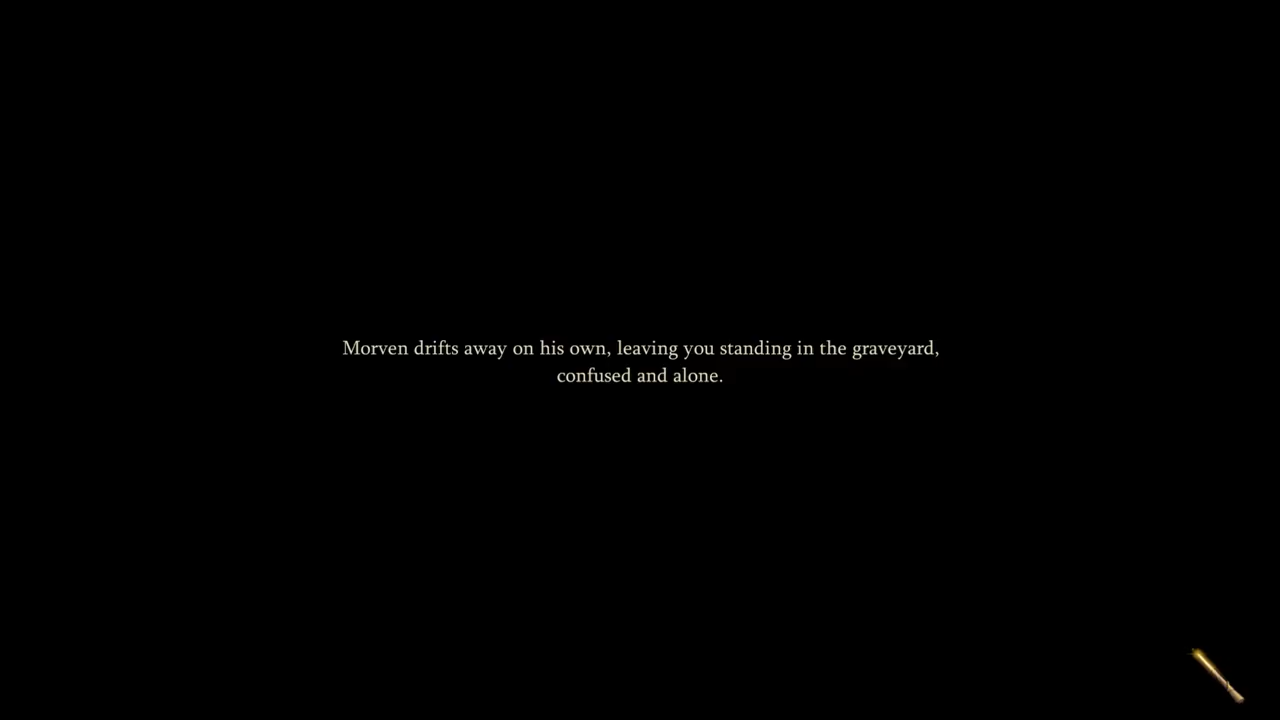 Morven drifts away on his own, leaving you standing in the graveyard,
confused and alone.